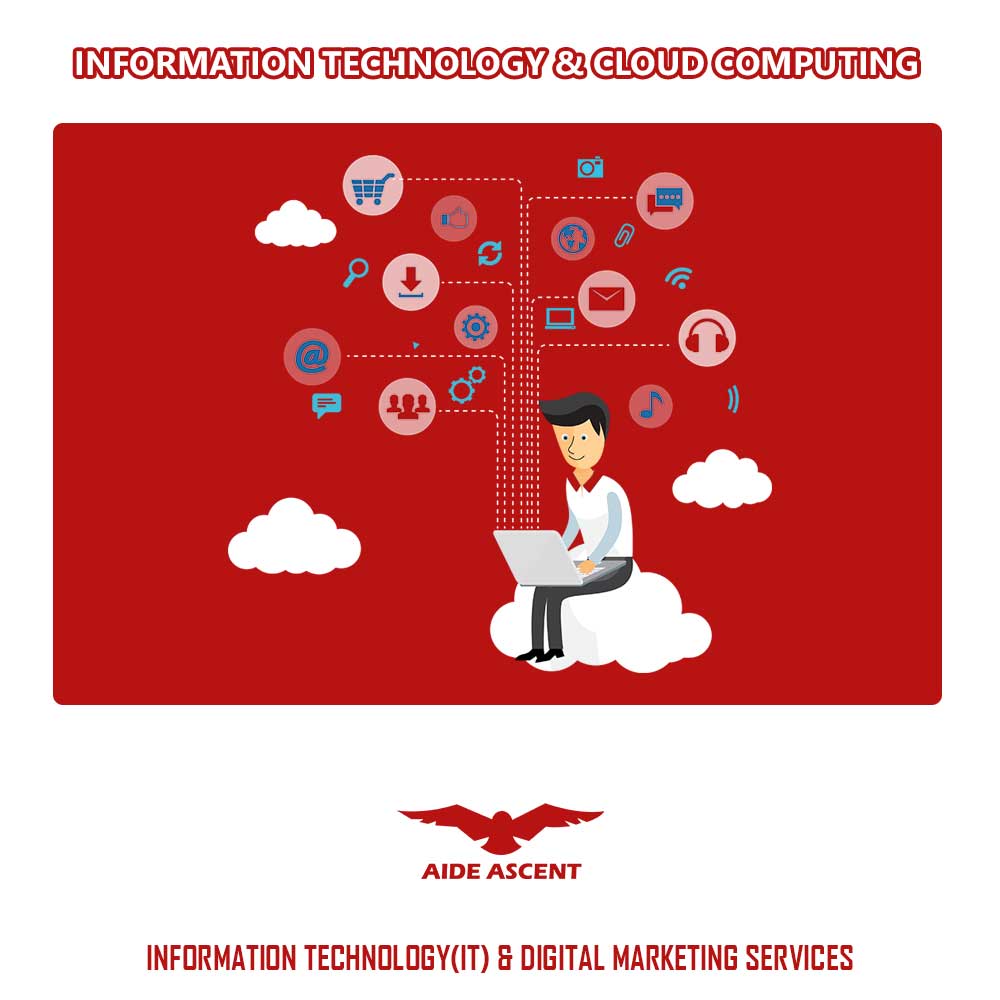 INFORMATION TECHNOLOGY & CLOUD COMPUTING
@
AIDE ASCENT
INFORMATION TECHNOLOGY(IT) & DIGITAL MARKETING SERVICES